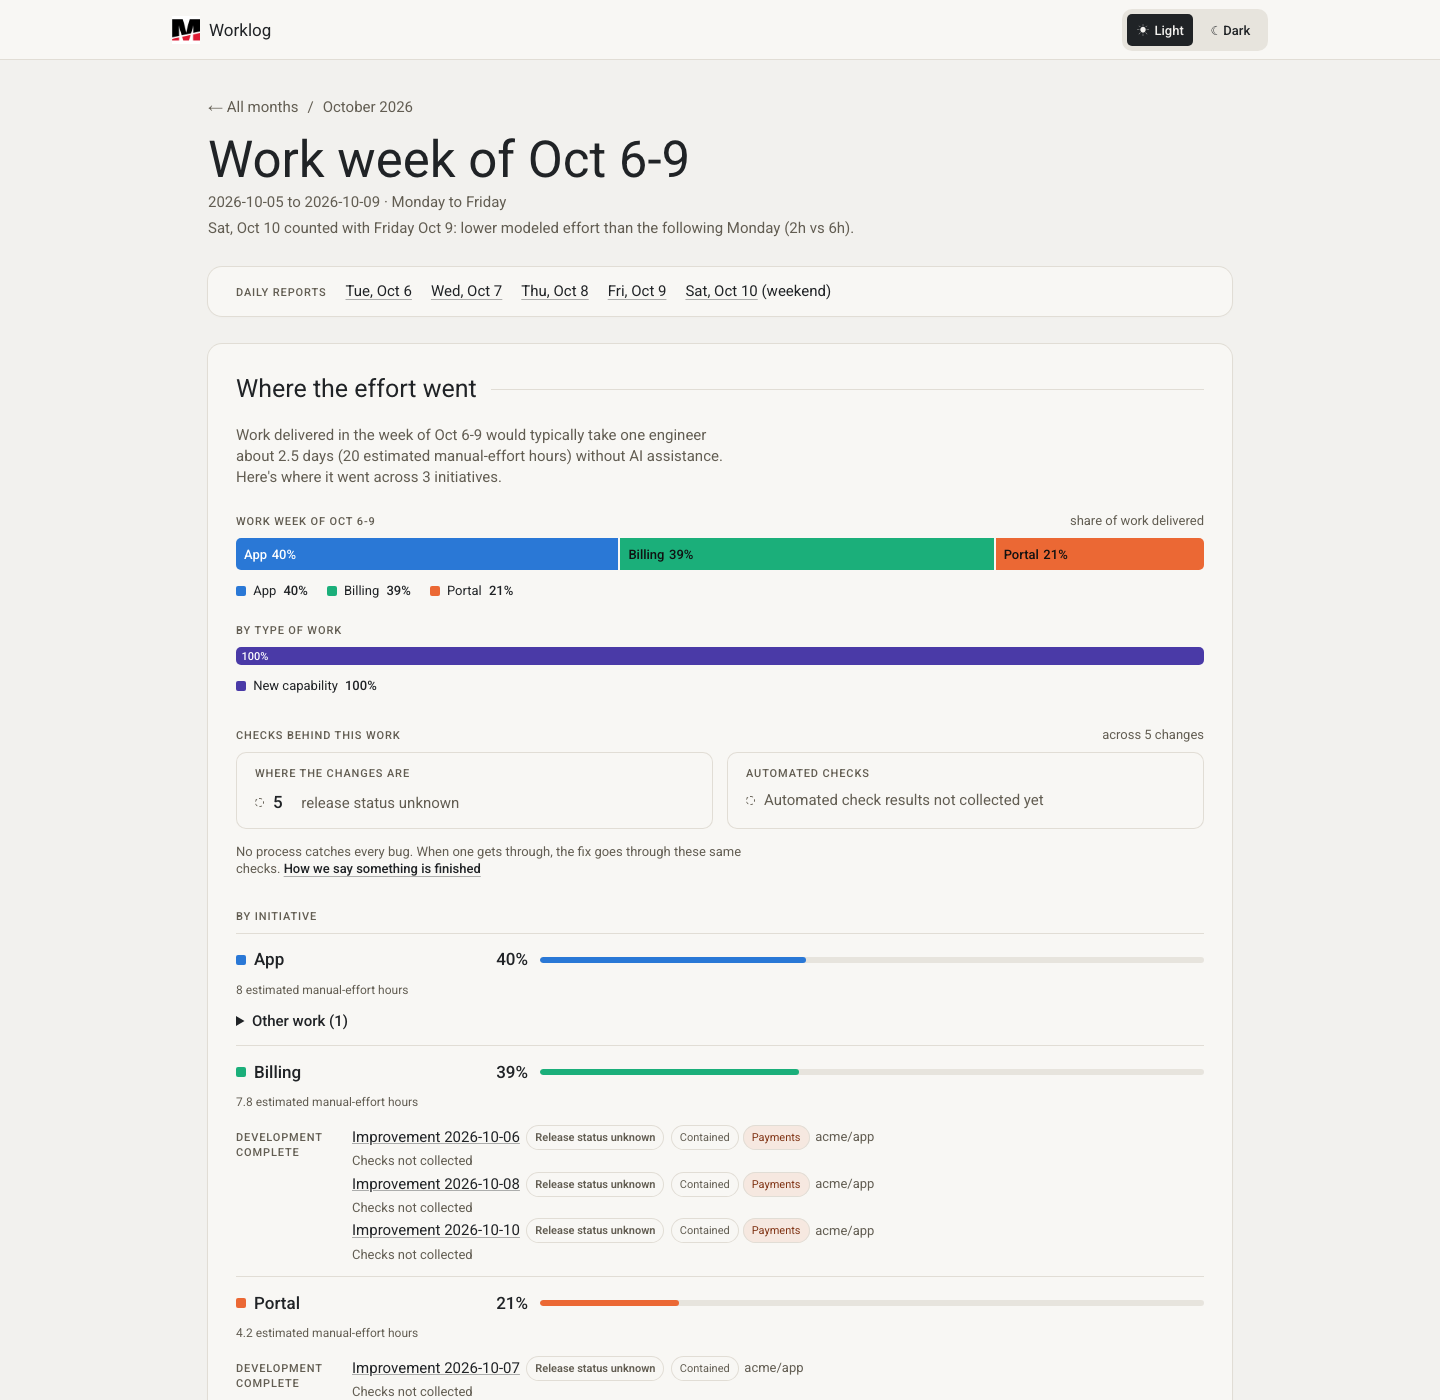 M Worklog
☀ Light
☾ Dark
← All months / October 2026
Work week of Oct 6-9
2026-10-05 to 2026-10-09 · Monday to Friday
Sat, Oct 10 counted with Friday Oct 9: lower modeled effort than the following Monday (2h vs 6h).
DAILY REPORTS Tue, Oct 6 Wed, Oct 7 Thu, Oct 8 Fri, Oct 9 Sat, Oct 10 (weekend)
Where the effort went
Work delivered in the week of Oct 6-9 would typically take one engineer
about 2.5 days (20 estimated manual-effort hours) without AI assistance.
Here's where it went across 3 initiatives.
WORK WEEK OF OCT 6-9 share of work delivered
App 40% Billing 39% Portal 21%
App 40% Billing 39% Portal 21%
BY TYPE OF WORK
100%
New capability 100%
CHECKS BEHIND THIS WORK across 5 changes
WHERE THE CHANGES ARE
5 release status unknown
AUTOMATED CHECKS
Automated check results not collected yet
No process catches every bug. When one gets through, the fix goes through these same
checks. How we say something is finished
BY INITIATIVE
App 40%
8 estimated manual-effort hours
▶ Other work (1)
Billing 39%
7.8 estimated manual-effort hours
DEVELOPMENT
COMPLETE
Improvement 2026-10-06 Release status unknown Contained Payments acme/app
Checks not collected
Improvement 2026-10-08 Release status unknown Contained Payments acme/app
Checks not collected
Improvement 2026-10-10 Release status unknown Contained Payments acme/app
Checks not collected
Portal 21%
4.2 estimated manual-effort hours
DEVELOPMENT
COMPLETE
Improvement 2026-10-07 Release status unknown Contained acme/app
Checks not collected